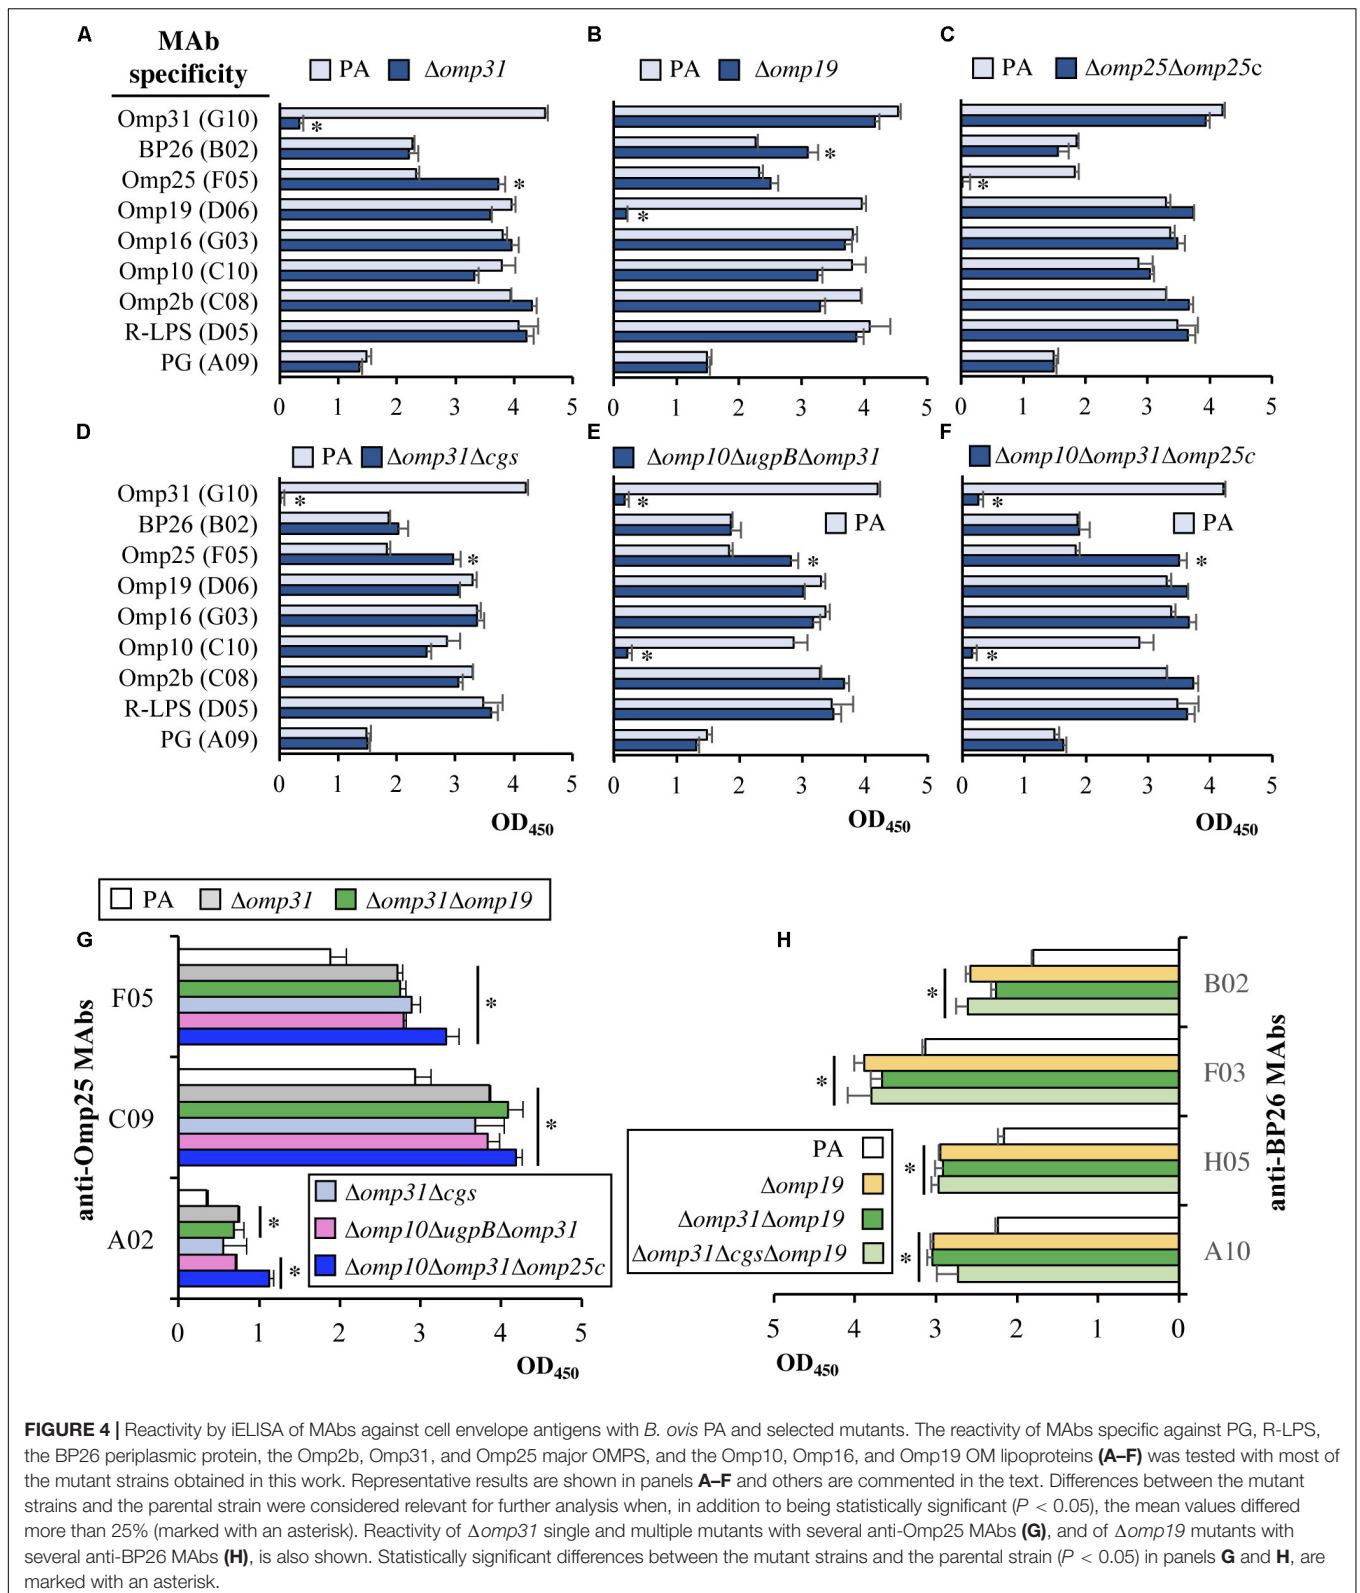 A B C
MAb specificity
PA Δomp31
PA Δomp19
PA Δomp25Δomp25c
Omp31 (G10)
BP26 (B02)
Omp25 (F05)
Omp19 (D06)
Omp16 (G03)
Omp10 (C10)
Omp2b (C08)
R-LPS (D05)
PG (A09)
* *
* *
*
0 1 2 3 4 5 0 1 2 3 4 5 0 1 2 3 4 5
D E F
PA Δomp31Δcgs
Δomp10ΔugpBΔomp31
PA
Δomp10Δomp31Δomp25c
PA
Omp31 (G10)
BP26 (B02)
Omp25 (F05)
Omp19 (D06)
Omp16 (G03)
Omp10 (C10)
Omp2b (C08)
R-LPS (D05)
PG (A09)
* *
* * *
* * *
0 1 2 3 4 5 0 1 2 3 4 5 0 1 2 3 4 5
OD450 OD450 OD450
PA Δomp31 Δomp31Δomp19
G
anti-Omp25 MAbs
F05 *
C09 *
A02 * *
Δomp31Δcgs
Δomp10ΔugpBΔomp31
Δomp10Δomp31Δomp25c
0 1 2 3 4 5
OD450
H
anti-BP26 MAbs
* B02
* F03
* H05
* A10
PA
Δomp19
Δomp31Δomp19
Δomp31ΔcgsΔomp19
5 4 3 2 1 0
OD450
FIGURE 4 | Reactivity by iELISA of MAbs against cell envelope antigens with B. ovis PA and selected mutants. The reactivity of MAbs specific against PG, R-LPS,
the BP26 periplasmic protein, the Omp2b, Omp31, and Omp25 major OMPS, and the Omp10, Omp16, and Omp19 OM lipoproteins (A–F) was tested with most of
the mutant strains obtained in this work. Representative results are shown in panels A–F and others are commented in the text. Differences between the mutant
strains and the parental strain were considered relevant for further analysis when, in addition to being statistically significant (P < 0.05), the mean values differed
more than 25% (marked with an asterisk). Reactivity of Δomp31 single and multiple mutants with several anti-Omp25 MAbs (G), and of Δomp19 mutants with
several anti-BP26 MAbs (H), is also shown. Statistically significant differences between the mutant strains and the parental strain (P < 0.05) in panels G and H, are
marked with an asterisk.